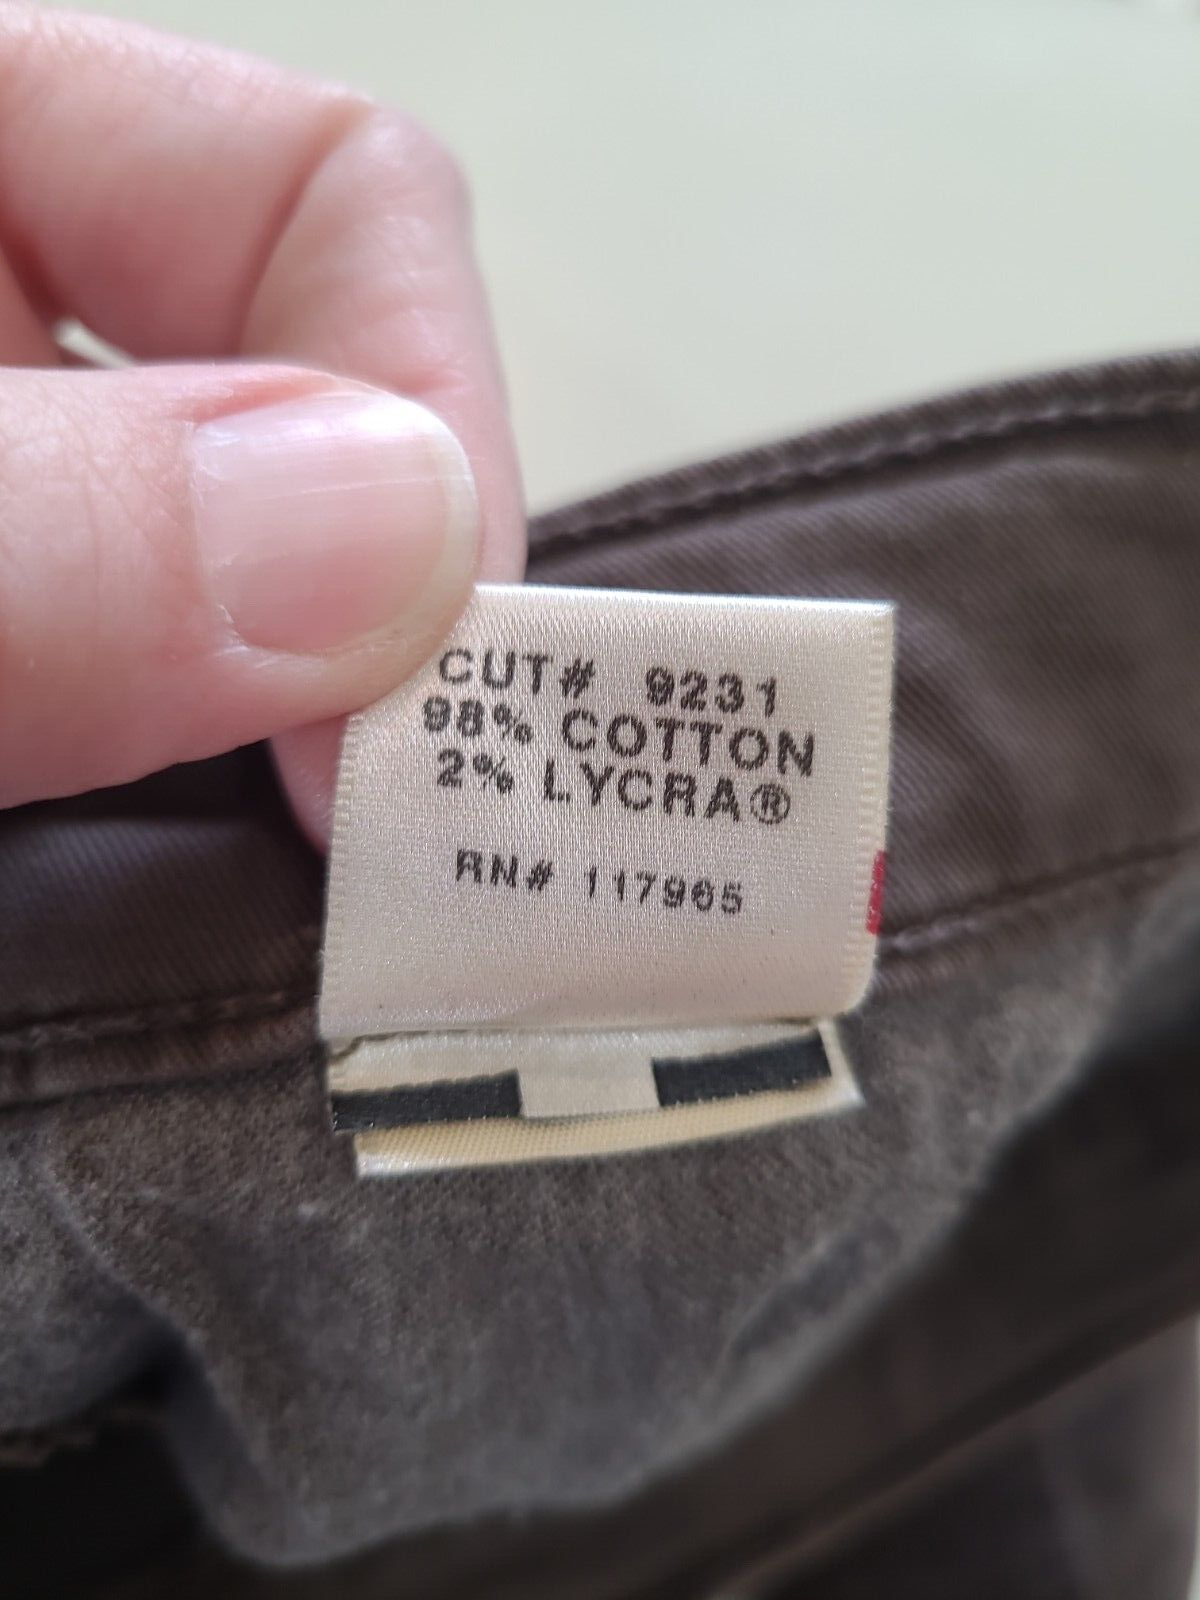 CUT# 9231
98% COTTON
2% LYCRA®
RN# 117965